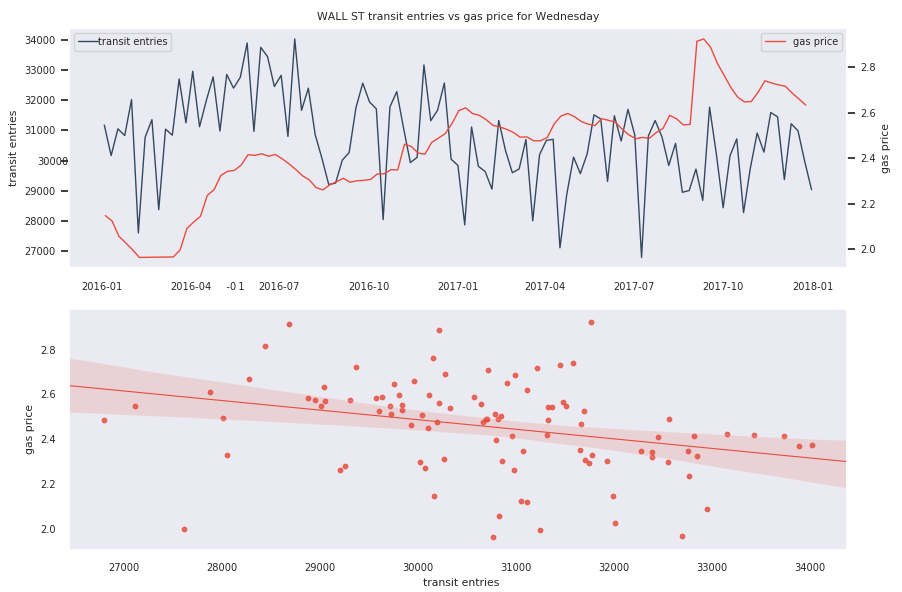 WALL ST transit entries vs gas price for Wednesday
transit entries
gas price
34000
33000
32000
31000
30000
29000
28000
27000
transit entries
2.8
2.6
2.4
2.2
2.0
gas price
2016-01 2016-04 -0 1 2016-07 2016-10 2017-01 2017-04 2017-07 2017-10 2018-01
2.8
2.6
2.4
2.2
2.0
gas price
27000 28000 29000 30000 31000 32000 33000 34000
transit entries